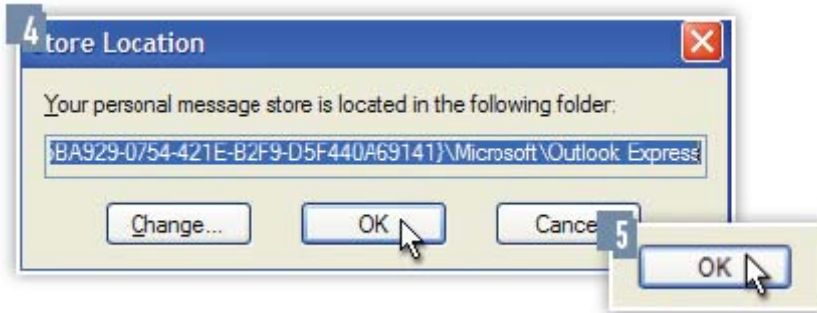 4
tore Location
Your personal message store is located in the following folder:
BA929-0754-421E-B2F9-D5F440A69141}\Microsoft\Outlook Express
Change... OK Cance
5
OK